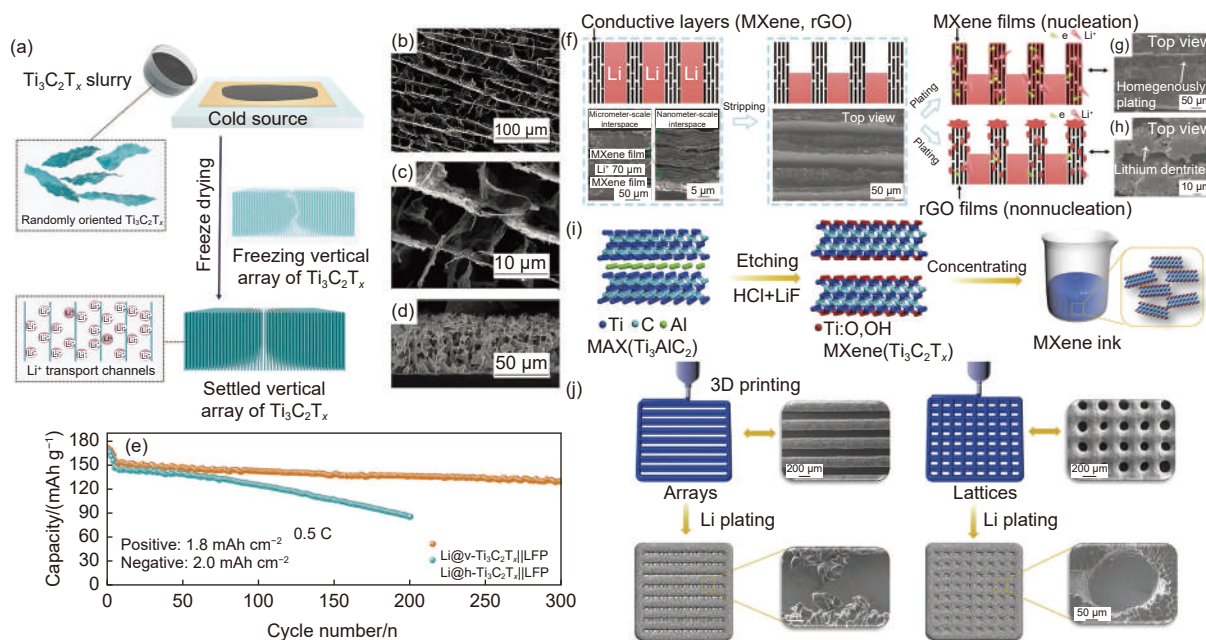 (a)
Ti₃C₂Tₓ slurry
Cold source
Randomly oriented Ti₃C₂Tₓ
Freeze drying
Freezing vertical
array of Ti₃C₂Tₓ
Li⁺ transport channels
Settled vertical
array of Ti₃C₂Tₓ
(b)
100 μm
(c)
10 μm
(d)
50 μm
(e)
Capacity/(mAh g⁻¹)
180
150
120
90
60
30
0
0.5 C
Positive: 1.8 mAh cm⁻²
Negative: 2.0 mAh cm⁻²
Li@v-Ti₃C₂Tₓ||LFP
Li@h-Ti₃C₂Tₓ||LFP
0 50 100 150 200 250 300
Cycle number/n
(f)
Conductive layers (MXene, rGO)
Li Li Li
Micrometer-scale
interspace
MXene film
Li⁺ 70 μm
MXene film
50 μm
Nanometer-scale
interspace
5 μm
Stripping
Top view
50 μm
Plating
Plating
MXene films (nucleation)
e Li⁺
e Li⁺
rGO films (nonnucleation)
(g)
Top view
Homegenously
plating
50 μm
(h)
Top view
Lithium dentrites
10 μm
(i)
Ti C Al
MAX(Ti₃AlC₂)
Etching
HCl+LiF
Ti:O,OH
MXene(Ti₃C₂Tₓ)
Concentrating
MXene ink
(j)
3D printing
200 μm
200 μm
Arrays
Lattices
Li plating
Li plating
50 μm